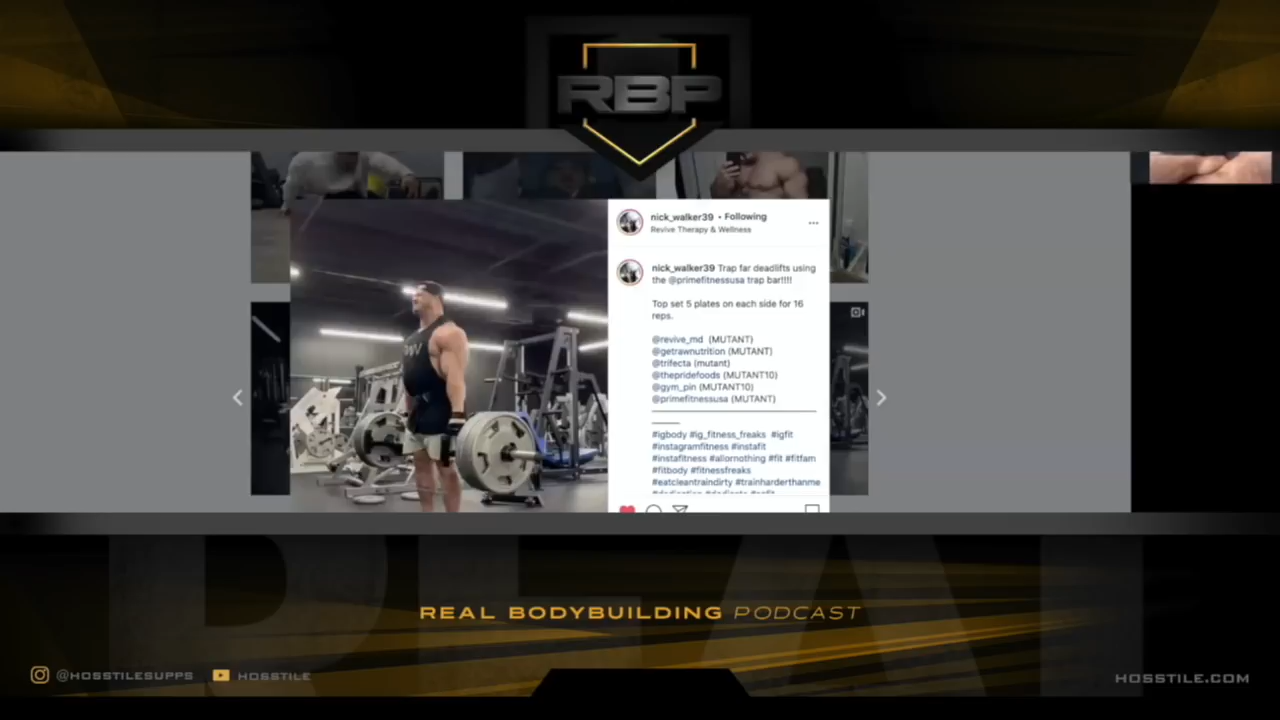 RBP
nick_walker39 • Following
Revive Therapy & Wellness
nick_walker39 Trap far deadlifts using
the @primefitnessusa trap bar!!!!
Top set 5 plates on each side for 16
reps.
@revive_md (MUTANT)
@getrawnutrition (MUTANT)
@trifecta (mutant)
@thepridefoods (MUTANT10)
@gym_pin (MUTANT10)
@primefitnessusa (MUTANT)
#igbody #ig_fitness_freaks #igfit
#instagramfitness #instafit
#instafitness #allornothing #fit #fitfam
#fitbody #fitnessfreaks
#eatcleantraindirty #trainharderthanme
REAL BODYBUILDING PODCAST
@HOSSTILESUPPS HOSSTILE
HOSSTILE.COM